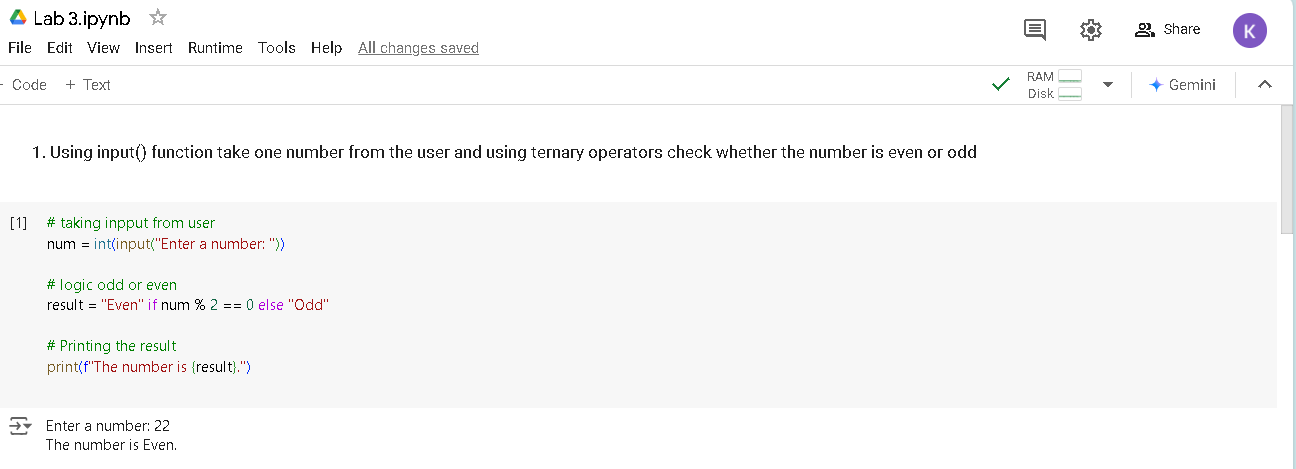 Lab 3.ipynb
File Edit View Insert Runtime Tools Help All changes saved
Share
K
Code + Text
RAM
Disk
Gemini
1. Using input() function take one number from the user and using ternary operators check whether the number is even or odd
[1]
# taking inpput from user
num = int(input("Enter a number: "))
# logic odd or even
result = "Even" if num % 2 == 0 else "Odd"
# Printing the result
print(f"The number is {result}.")
Enter a number: 22
The number is Even.